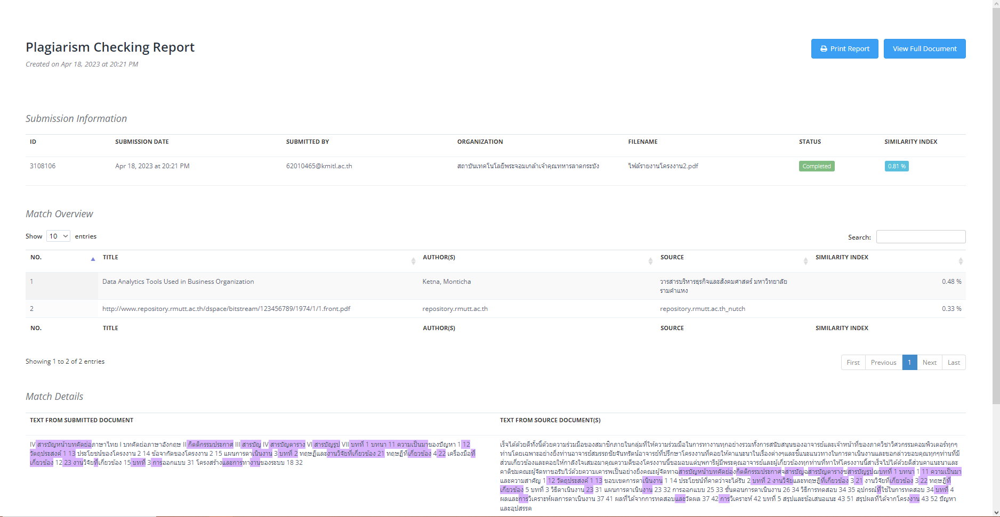 Plagiarism Checking Report
Print Report
View Full Document
Created on Apr 18, 2023 at 20:21 PM
Submission Information
ID SUBMISSION DATE SUBMITTED BY ORGANIZATION FILENAME STATUS SIMILARITY INDEX
3108106 Apr 18, 2023 at 20:21 PM 62010465@kmitl.ac.th สถาบันเทคโนโลยีพระจอมเกล้าเจ้าคุณทหารลาดกระบัง ไฟล์รายงานโครงงาน2.pdf Completed 0.81 %
Match Overview
Show 10 entries Search:
NO. TITLE AUTHOR(S) SOURCE SIMILARITY INDEX
1 Data Analytics Tools Used in Business Organization Ketna, Monticha วารสารบริหารธุรกิจและสังคมศาสตร์ มหาวิทยาลัย 0.48 %
รามคำแหง
2 http://www.repository.rmutt.ac.th/dspace/bitstream/123456789/1974/1/1.front.pdf repository.rmutt.ac.th repository.rmutt.ac.th_nutch 0.33 %
NO. TITLE AUTHOR(S) SOURCE SIMILARITY INDEX
Showing 1 to 2 of 2 entries First Previous 1 Next Last
Match Details
TEXT FROM SUBMITTED DOCUMENT
IV สารบัญหน้าบทคัดย่อภาษาไทย I บทคัดย่อภาษาอังกฤษ II กิตติกรรมประกาศ III สารบัญ IV สารบัญตาราง VI สารบัญรูป VII บทที่ 1 บทนา 11 ความเป็นมาของปัญหา 1 12
วัตถุประสงค์ 1 13 ประโยชน์ของโครงงาน 2 14 ข้อจากัดของโครงงาน 2 15 แผนการดาเนินงาน 3 บทที่ 2 ทฤษฏีและงานวิจัยที่เกี่ยวข้อง 21 ทฤษฏีที่เกี่ยวข้อง 4 22 เครื่องมือที่
เกี่ยวข้อง 12 23 งานวิจัยที่เกี่ยวข้อง 15 บทที่ 3 การออกแบบ 31 โครงสร้างและการทางานของระบบ 18 32
TEXT FROM SOURCE DOCUMENT(S)
เร็จได้ด้วยดีทั้งนี้ด้วยความร่วมมือของสมาชิกภายในกลุ่มที่ให้ความร่วมมือในการทางานทุกอย่างรวมทั้งการสนับสนุนของอาจารย์และเจ้าหน้าที่ของภาควิชาวิศวกรรมคอมพิวเตอร์ทุกๆ
ท่านโดยเฉพาะอย่างยิ่งท่านอาจารย์สมรรถชัยจันทรัตน์อาจารย์ที่ปรึกษาโครงงานที่คอยให้คาแนะนาในเรื่องต่างๆและชี้แนะแนวทางในการดาเนินงานและขอกล่าวขอบคุณทุกๆท่านที่มี
ส่วนเกี่ยวข้องและคอยให้กาลังใจเสมอมาคุณความดีของโครงงานนี้ขอมอบแด่บุพการีผู้มีพระคุณอาจารย์และผู้เกี่ยวข้องทุกท่านที่ทาให้โครงงานนี้สาเร็จไปได้ด้วยดีส่วนคาแนะนาและ
คาติชมคณะผู้จัดทาขอรับไว้ด้วยความเคารพเป็นอย่างยิ่งคณะผู้จัดทาฉสารบัญหน้าบทคัดย่องกิตติกรรมประกาศจสารบัญฉสารบัญตารางซสารบัญรูปฌบทที่ 1 บทนา 1 11 ความเป็นมา
และความสาคัญ 1 12 วัตถุประสงค์ 1 13 ขอบเขตการดาเนินงาน 1 14 ประโยชน์ที่คาดว่าจะได้รับ 2 บทที่ 2 งานวิจัยและทฤษฎีที่เกี่ยวข้อง 3 21 งานวิจัยที่เกี่ยวข้อง 3 22 ทฤษฎีที่
เกี่ยวข้อง 5 บทที่ 3 วิธีดาเนินงาน 23 31 แผนการดาเนินงาน 23 32 การออกแบบ 25 33 ขั้นตอนการดาเนินงาน 26 34 วิธีการทดสอบ 34 35 อุปกรณ์ที่ใช้ในการทดสอบ 34 บทที่ 4
ผลและการวิเคราะห์ผลการดาเนินงาน 37 41 ผลที่ได้จากการทดสอบและวัดผล 37 42 การวิเคราะห์ 42 บทที่ 5 สรุปและข้อเสนอแนะ 43 51 สรุปผลที่ได้จากโครงงาน 43 52 ปัญหา
และอุปสรรค